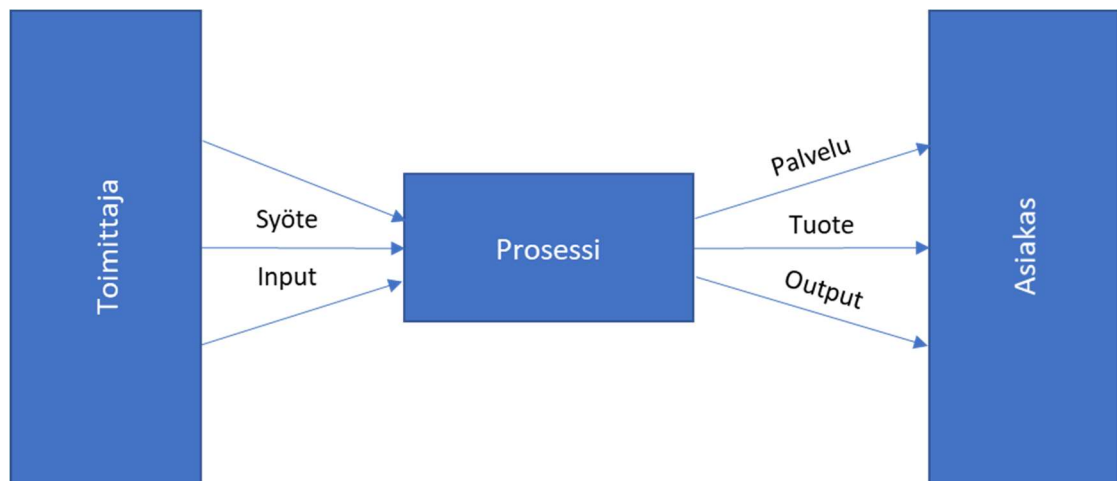 Toimittaja
Syöte
Input
Prosessi
Palvelu
Tuote
Output
Asiakas